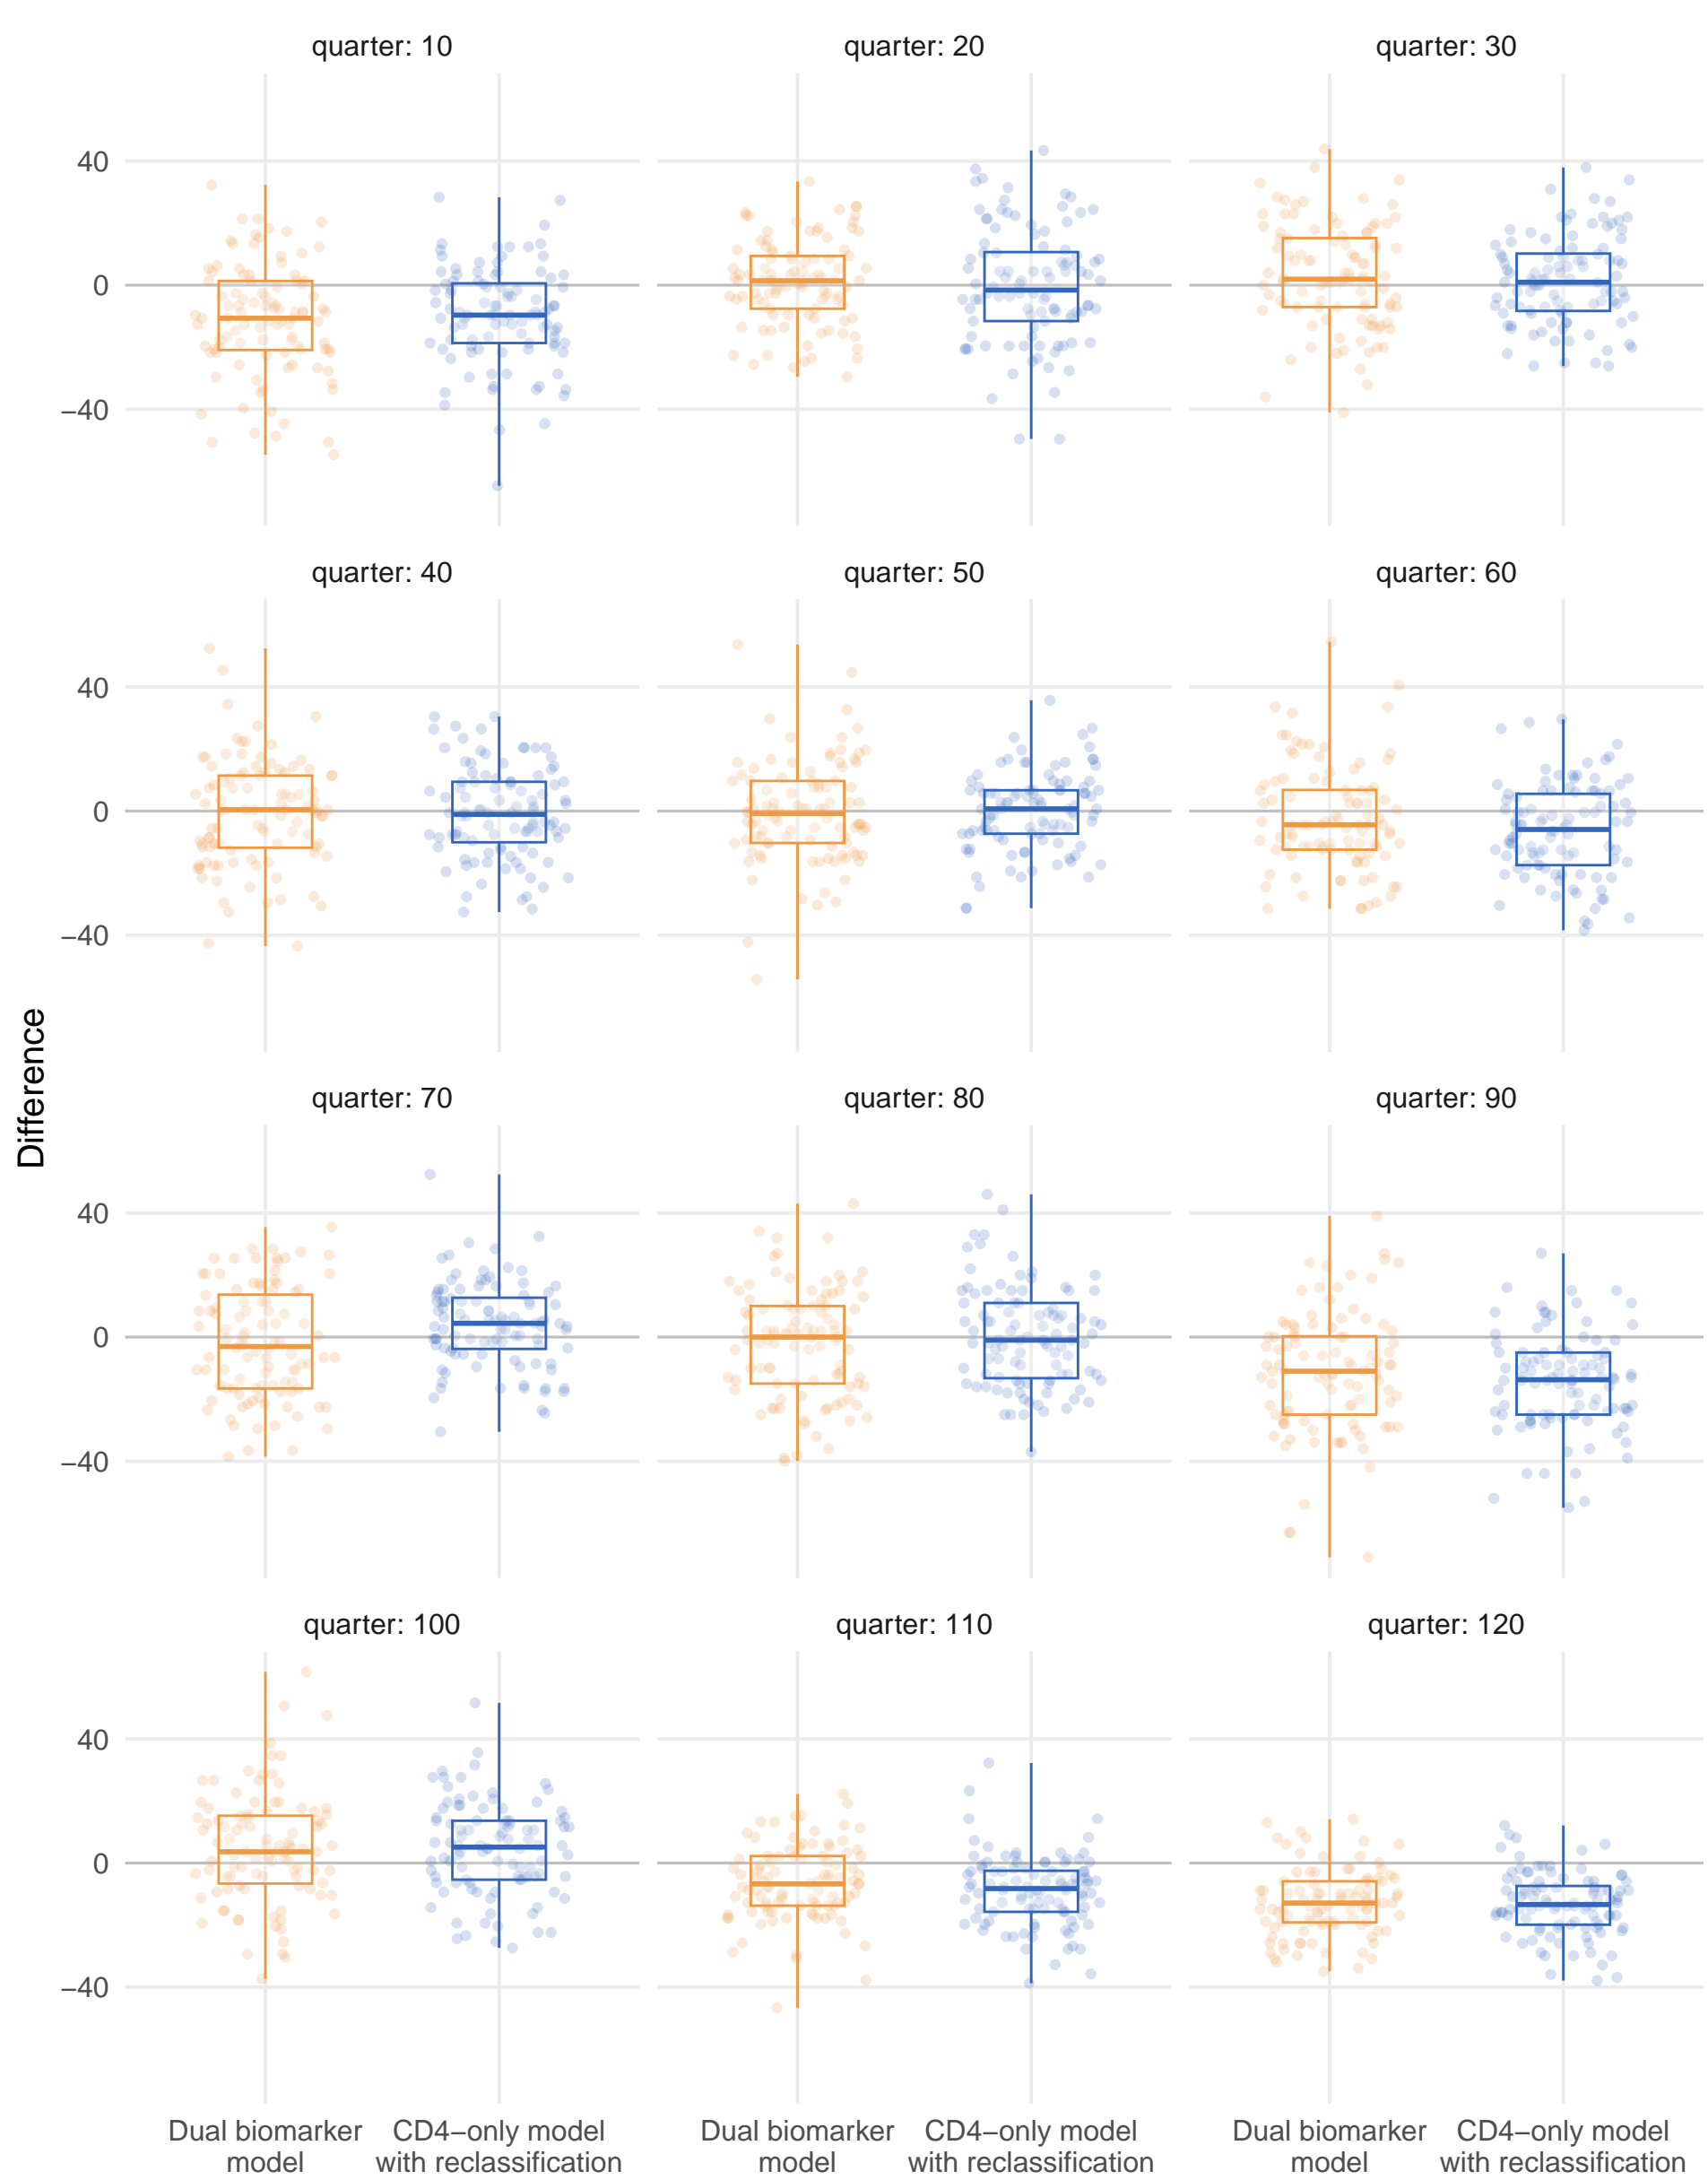 quarter: 10
quarter: 20
quarter: 30
40
0
−40
quarter: 40
quarter: 50
quarter: 60
40
0
−40
Difference
quarter: 70
quarter: 80
quarter: 90
40
0
−40
quarter: 100
quarter: 110
quarter: 120
40
0
−40
Dual biomarker
model
CD4−only model
with reclassification
Dual biomarker
model
CD4−only model
with reclassification
Dual biomarker
model
CD4−only model
with reclassification